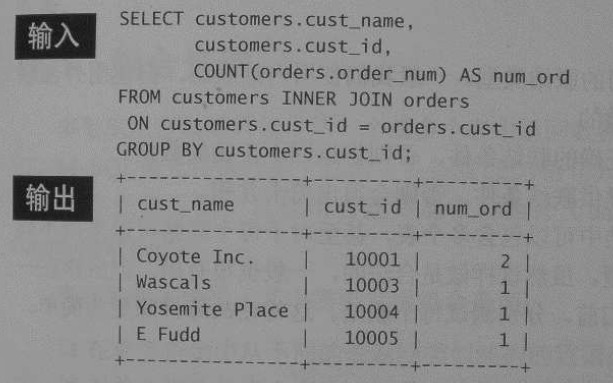 输入
SELECT customers.cust_name,
customers.cust_id,
COUNT(orders.order_num) AS num_ord
FROM customers INNER JOIN orders
ON customers.cust_id = orders.cust_id
GROUP BY customers.cust_id;
输出
+----------------+---------+---------+
| cust_name | cust_id | num_ord |
+----------------+---------+---------+
| Coyote Inc. | 10001 | 2 |
| Wascals | 10003 | 1 |
| Yosemite Place | 10004 | 1 |
| E Fudd | 10005 | 1 |
+----------------+---------+---------+